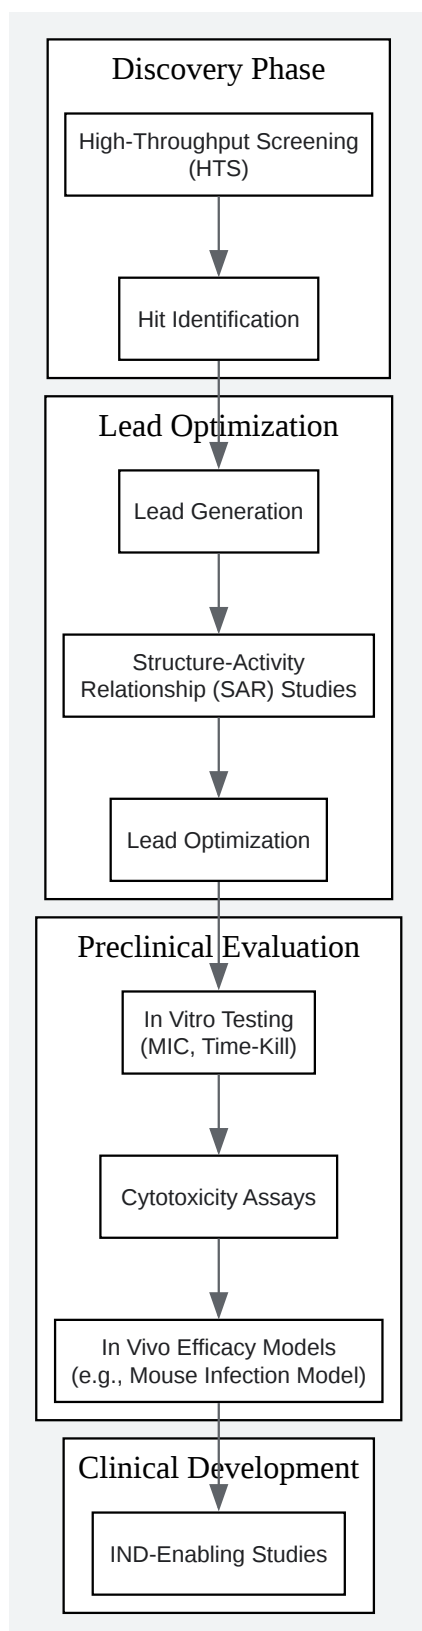 Discovery Phase
High-Throughput Screening
(HTS)
Hit Identification
Lead Optimization
Lead Generation
Structure-Activity
Relationship (SAR) Studies
Lead Optimization
Preclinical Evaluation
In Vitro Testing
(MIC, Time-Kill)
Cytotoxicity Assays
In Vivo Efficacy Models
(e.g., Mouse Infection Model)
Clinical Development
IND-Enabling Studies